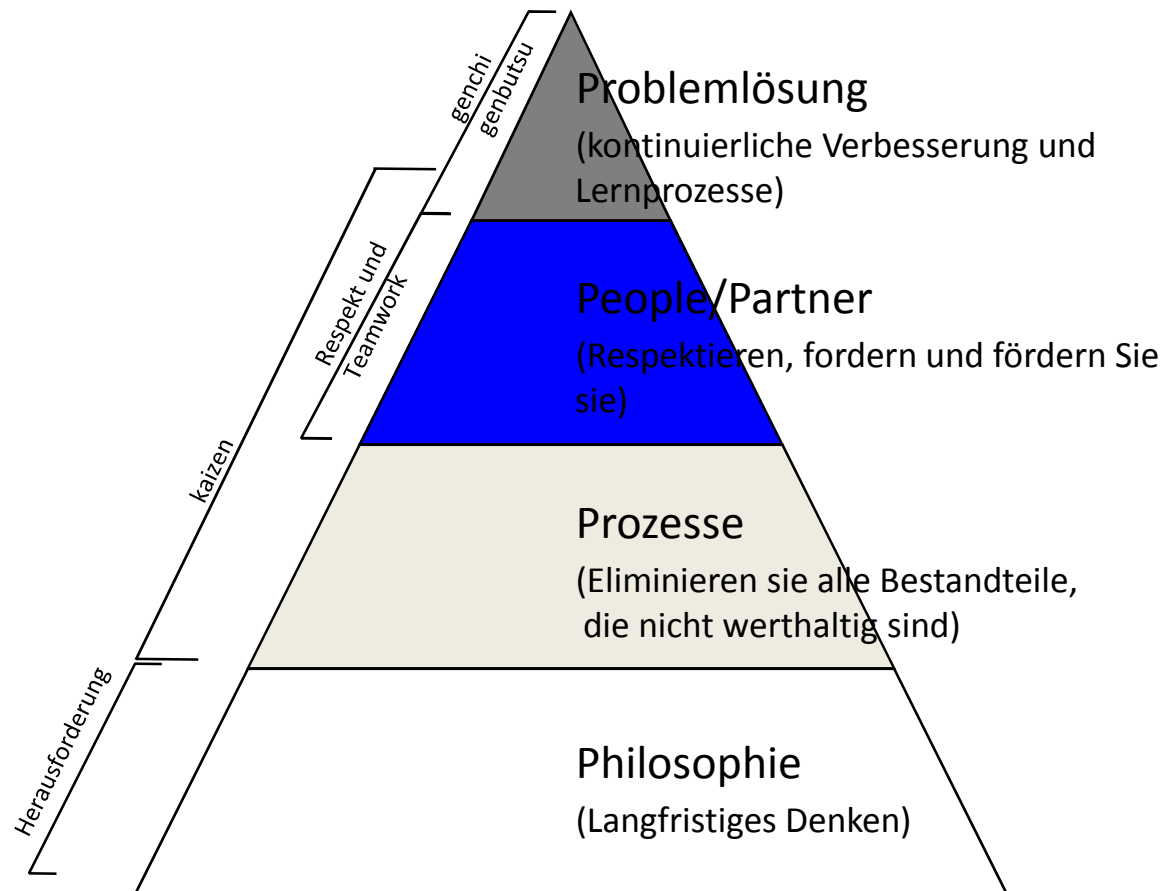 genchi
genbutsu
Problemlösung
(kontinuierliche Verbesserung und
Lernprozesse)
Respekt und
Teamwork
People/Partner
(Respektieren, fordern und fördern Sie
sie)
kaizen
Prozesse
(Eliminieren sie alle Bestandteile,
die nicht werthaltig sind)
Herausforderung
Philosophie
(Langfristiges Denken)